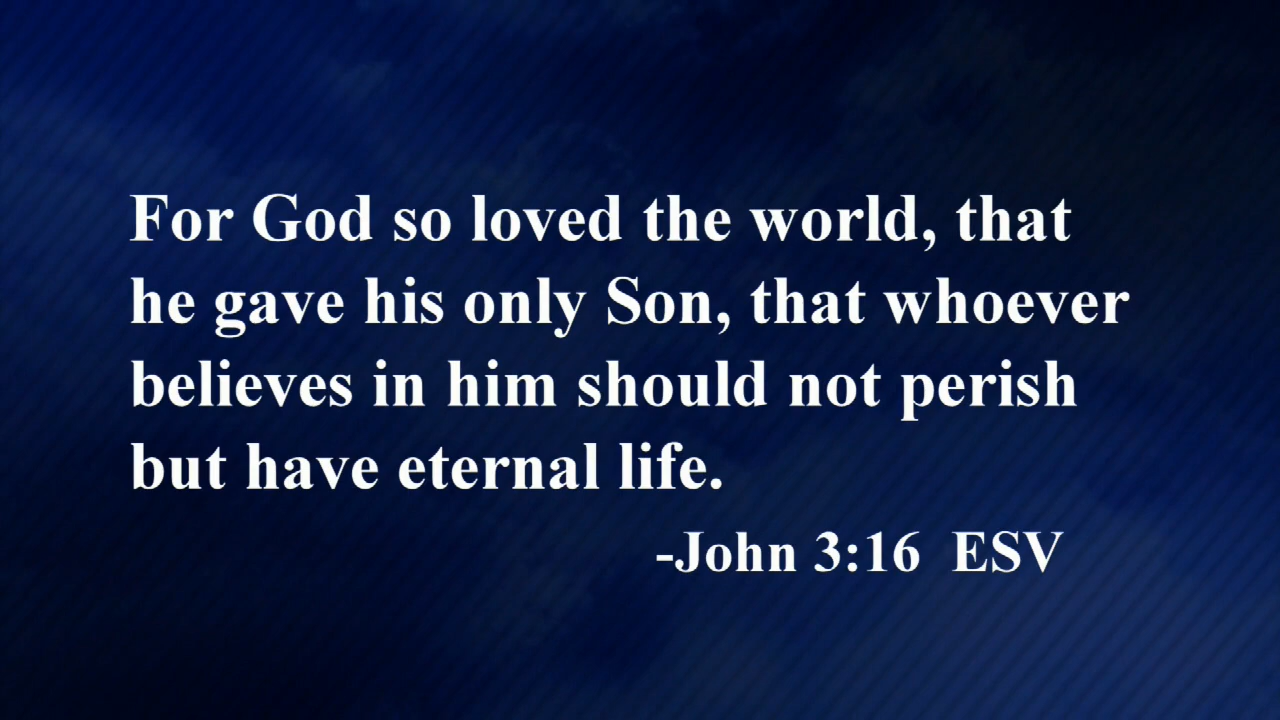 For God so loved the world, that
he gave his only Son, that whoever
believes in him should not perish
but have eternal life.
-John 3:16  ESV